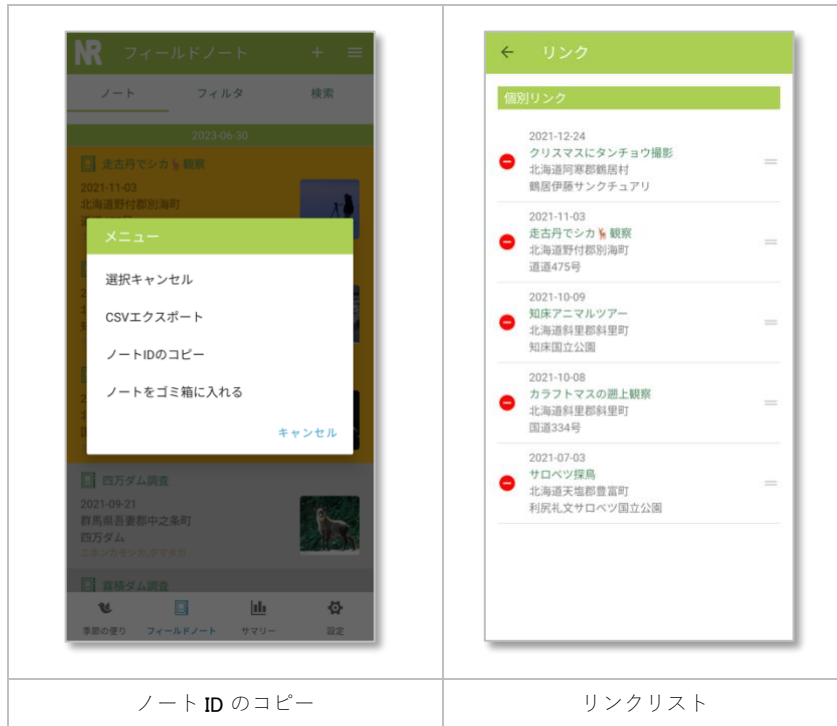 NR フィールドノート + ≡
ノート フィルタ 検索
2023-06-30
走古丹でシカ🦌観察
2021-11-03
北海道野付郡別海町
メニュー
選択キャンセル
CSVエクスポート
ノートIDのコピー
ノートをゴミ箱に入れる
キャンセル
四万ダム調査
2021-09-21
群馬県吾妻郡中之条町
四万ダム
霧積ダム調査
季節の便り フィールドノート サマリー 設定
← リンク
個別リンク
2021-12-24
クリスマスにタンチョウ撮影
北海道阿寒郡鶴居村
鶴居伊藤サンクチュアリ
2021-11-03
走古丹でシカ🦌観察
北海道野付郡別海町
道道475号
2021-10-09
知床アニマルツアー
北海道斜里郡斜里町
知床国立公園
2021-10-08
カラフトマスの遡上観察
北海道斜里郡斜里町
国道334号
2021-07-03
サロベツ探鳥
北海道天塩郡豊富町
利尻礼文サロベツ国立公園
ノート ID のコピー
リンクリスト